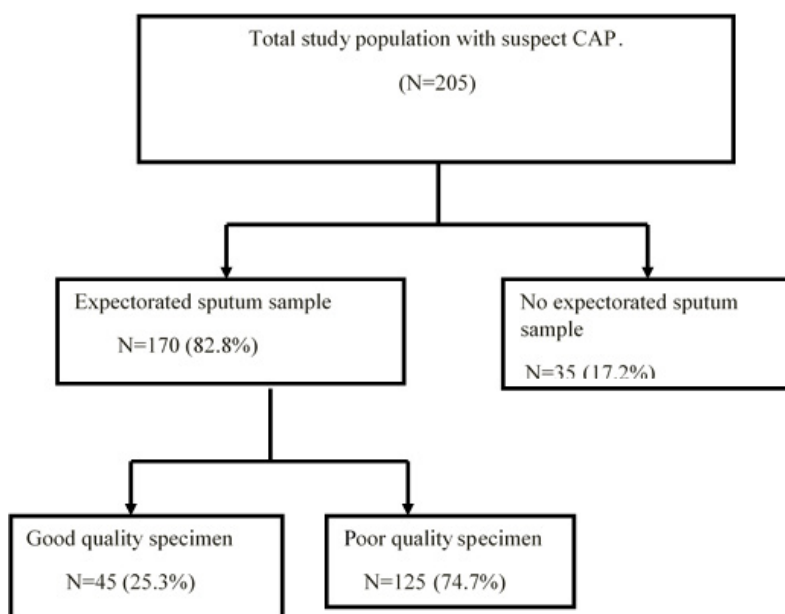 Total study population with suspect CAP.
(N=205)
Expectorated sputum sample
N=170 (82.8%)
No expectorated sputum
sample
N=35 (17.2%)
Good quality specimen
N=45 (25.3%)
Poor quality specimen
N=125 (74.7%)